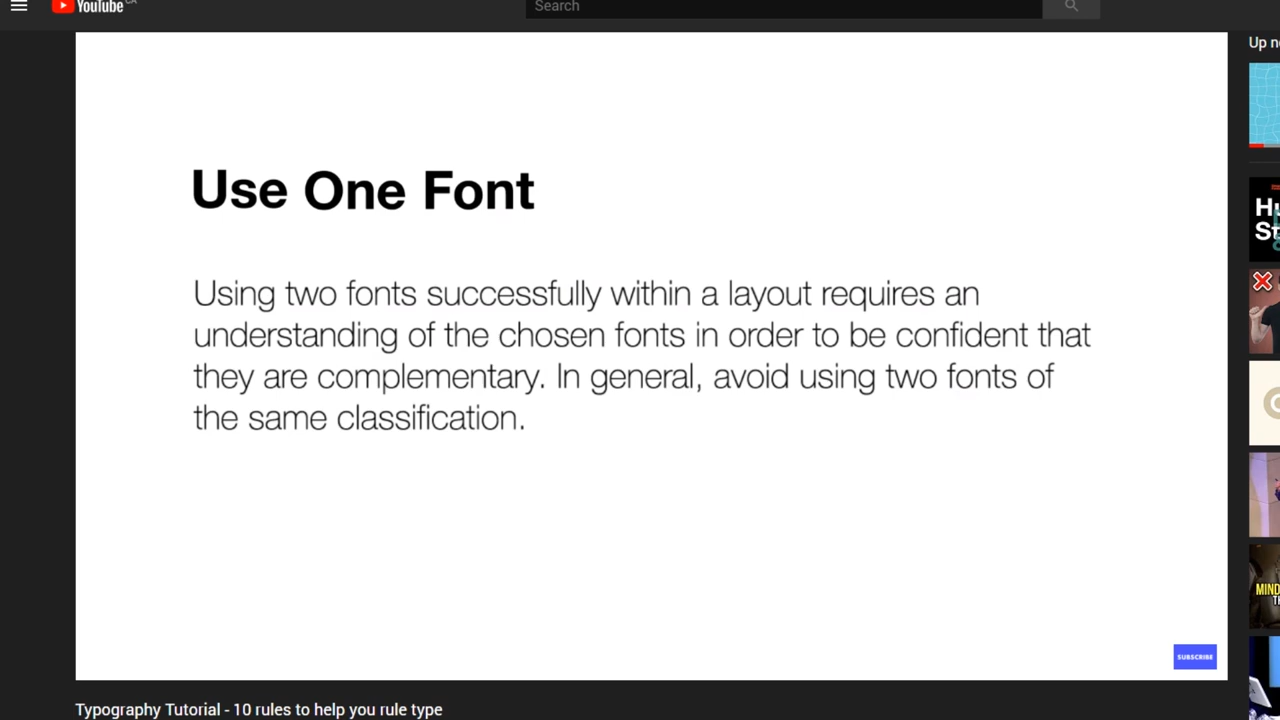 YouTube CA
Search
Up n
Use One Font
Using two fonts successfully within a layout requires an
understanding of the chosen fonts in order to be confident that
they are complementary. In general, avoid using two fonts of
the same classification.
SUBSCRIBE
Typography Tutorial - 10 rules to help you rule type
MIND